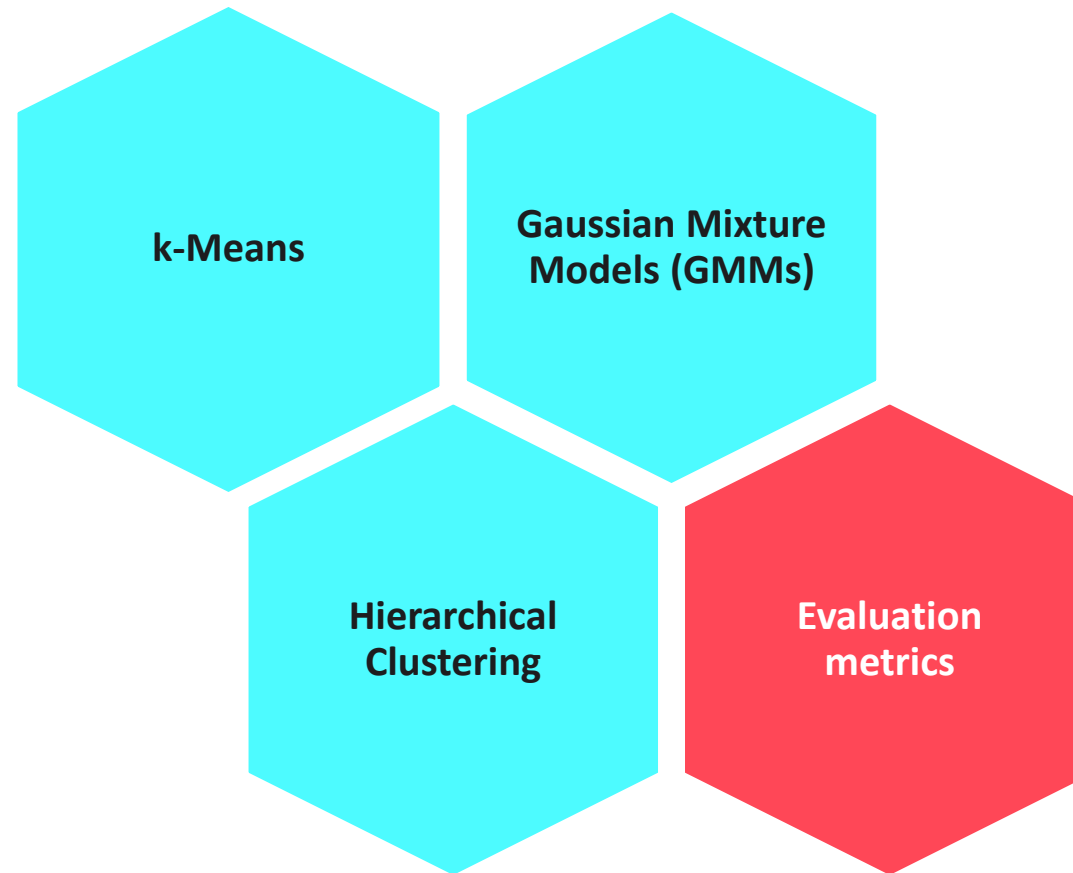 k-Means
Gaussian Mixture
Models (GMMs)
Hierarchical
Clustering
Evaluation
metrics